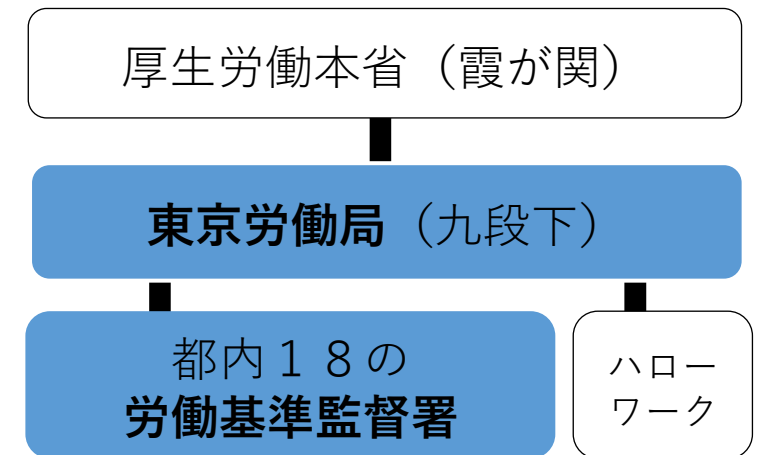 厚生労働本省（霞が関）
東京労働局（九段下）
都内１８の
労働基準監督署
ハロー
ワーク